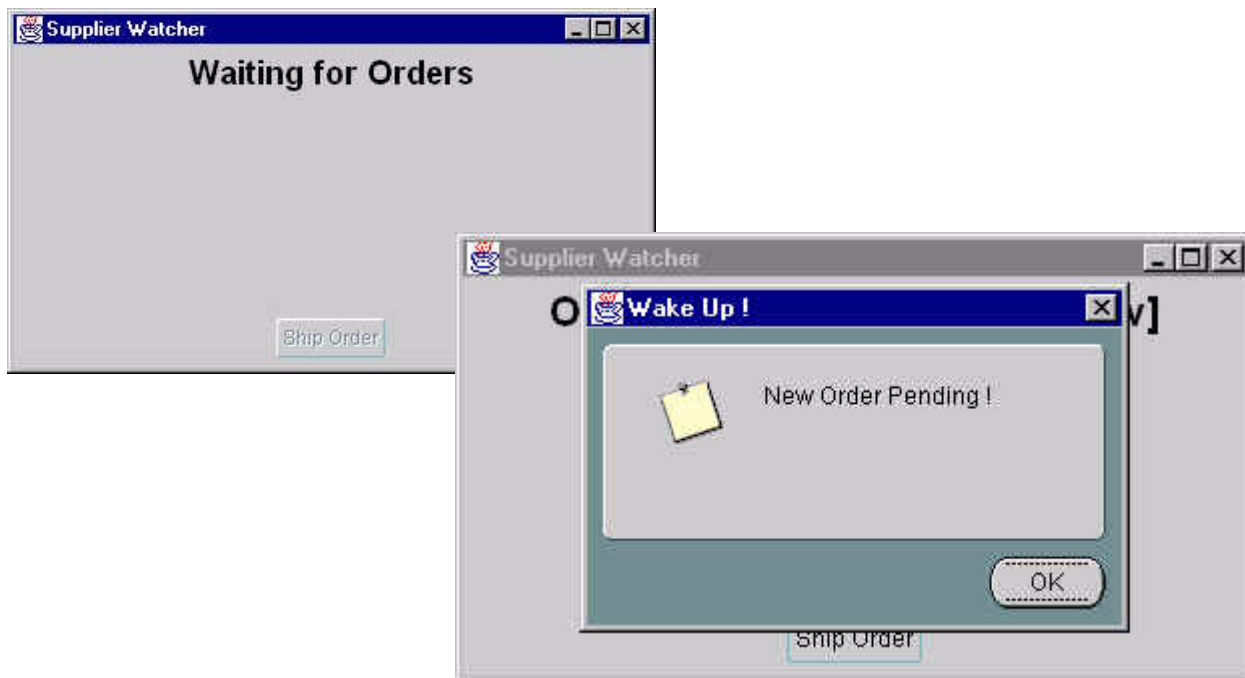 Supplier Watcher
Waiting for Orders
Ship Order
Supplier Watcher
Wake Up !
New Order Pending !
OK
Ship Order